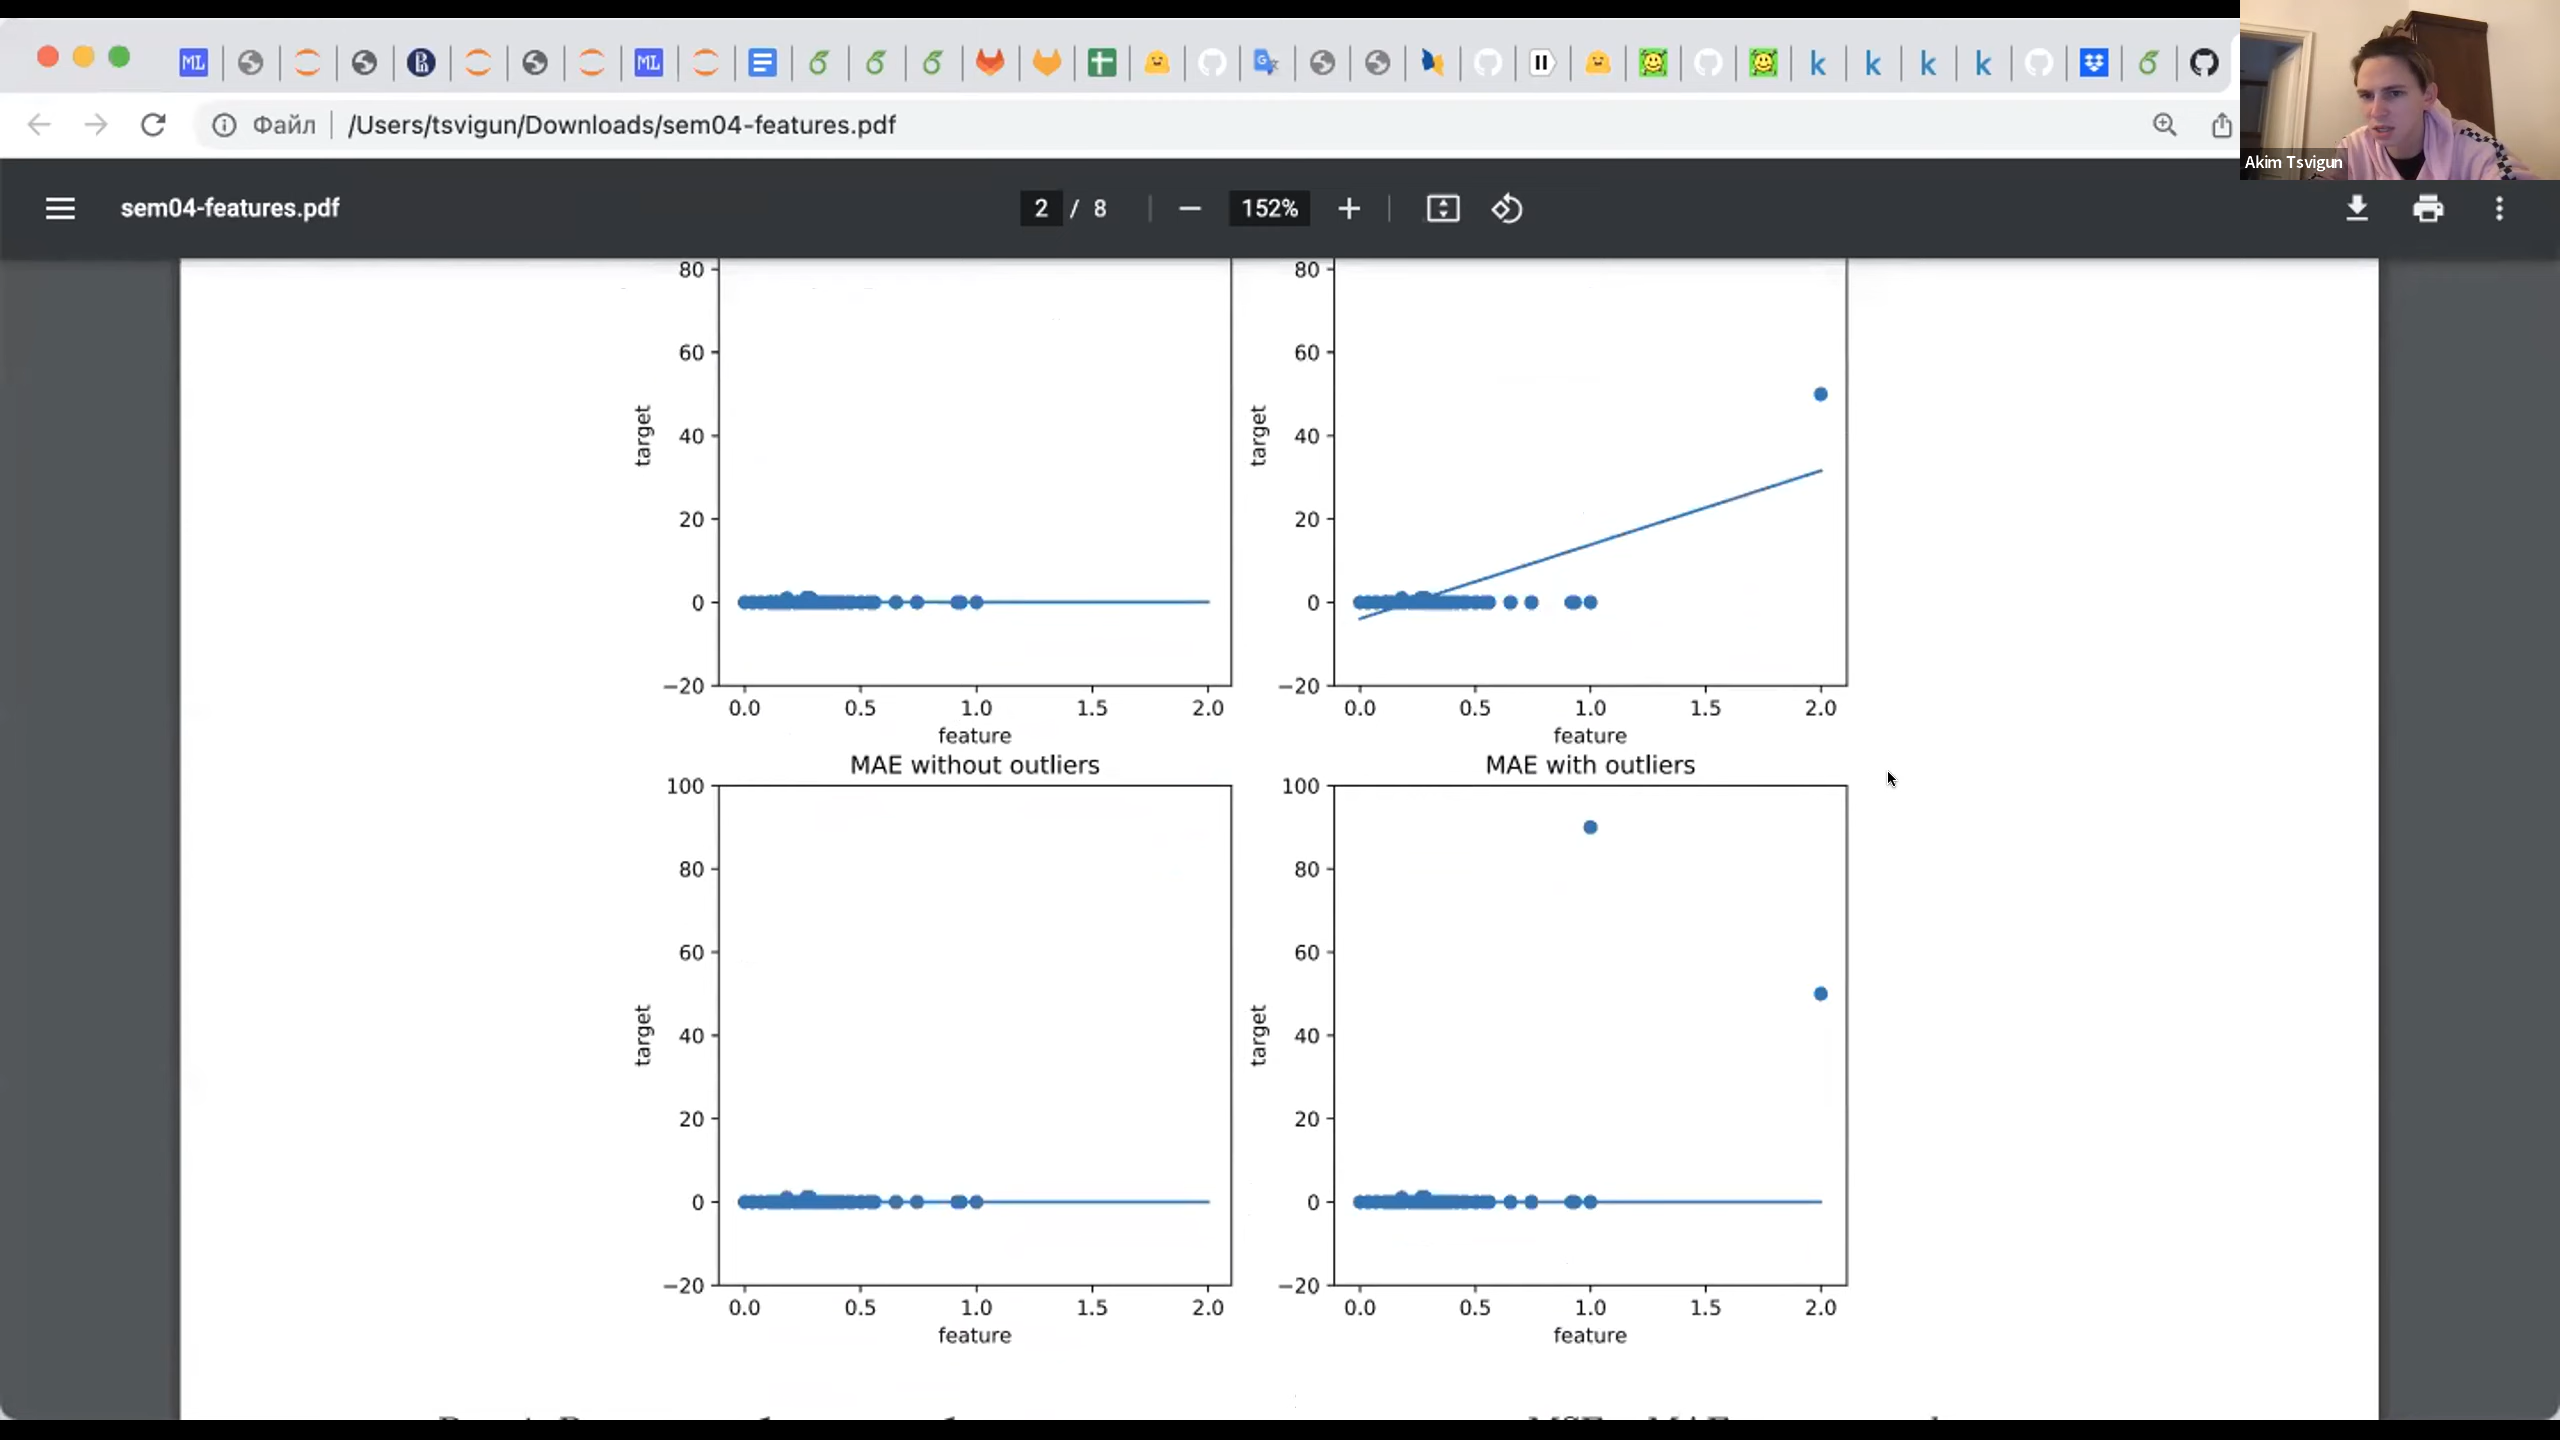 ML
ML
Файл
/Users/tsvigun/Downloads/sem04-features.pdf
Akim Tsvigun
sem04-features.pdf
2 / 8
152%
80
60
40
20
0
−20
target
0.0 0.5 1.0 1.5 2.0
feature
80
60
40
20
0
−20
target
0.0 0.5 1.0 1.5 2.0
feature
MAE without outliers
100
80
60
40
20
0
−20
target
0.0 0.5 1.0 1.5 2.0
feature
MAE with outliers
100
80
60
40
20
0
−20
target
0.0 0.5 1.0 1.5 2.0
feature